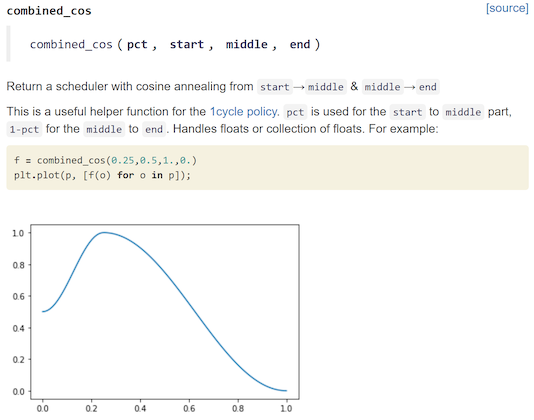 combined_cos [source]
combined_cos ( pct , start , middle , end )
Return a scheduler with cosine annealing from start → middle & middle → end
This is a useful helper function for the 1cycle policy. pct is used for the start to middle part,
1-pct for the middle to end . Handles floats or collection of floats. For example:
f = combined_cos(0.25,0.5,1.,0.)
plt.plot(p, [f(o) for o in p]);
1.0
0.8
0.6
0.4
0.2
0.0
0.0 0.2 0.4 0.6 0.8 1.0